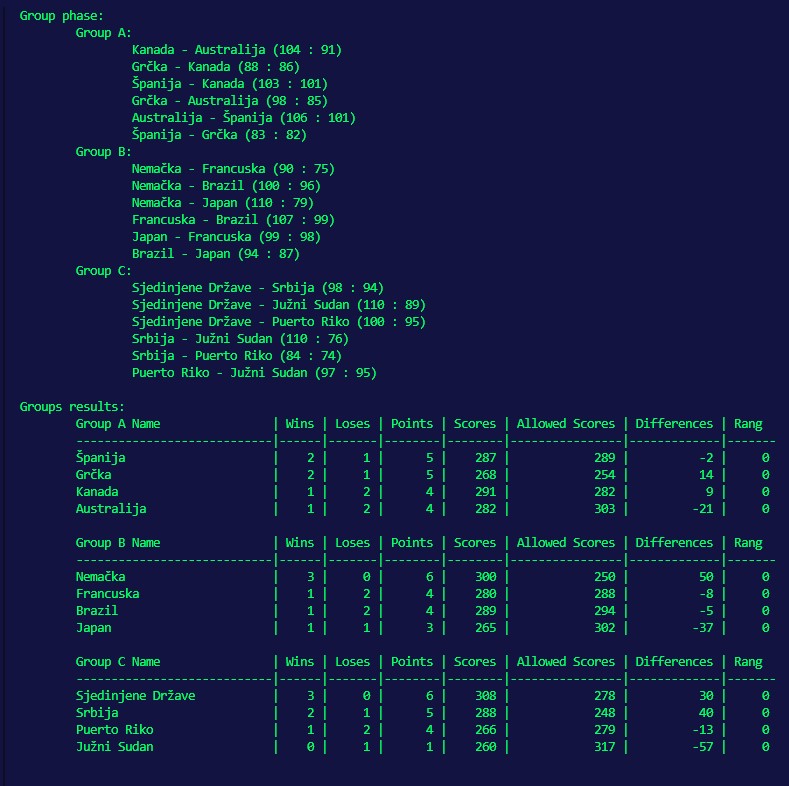 Group phase:
Group A:
Kanada - Australija (104 : 91)
Grčka - Kanada (88 : 86)
Španija - Kanada (103 : 101)
Grčka - Australija (98 : 85)
Australija - Španija (106 : 101)
Španija - Grčka (83 : 82)
Group B:
Nemačka - Francuska (90 : 75)
Nemačka - Brazil (100 : 96)
Nemačka - Japan (110 : 79)
Francuska - Brazil (107 : 99)
Japan - Francuska (99 : 98)
Brazil - Japan (94 : 87)
Group C:
Sjedinjene Države - Srbija (98 : 94)
Sjedinjene Države - Južni Sudan (110 : 89)
Sjedinjene Države - Puerto Riko (100 : 95)
Srbija - Južni Sudan (110 : 76)
Srbija - Puerto Riko (84 : 74)
Puerto Riko - Južni Sudan (97 : 95)
Groups results:
Group A Name | Wins | Loses | Points | Scores | Allowed Scores | Differences | Rang
----------------------------|------|-------|--------|--------|----------------|-------------|-------
Španija | 2 | 1 | 5 | 287 | 289 | -2 | 0
Grčka | 2 | 1 | 5 | 268 | 254 | 14 | 0
Kanada | 1 | 2 | 4 | 291 | 282 | 9 | 0
Australija | 1 | 2 | 4 | 282 | 303 | -21 | 0
Group B Name | Wins | Loses | Points | Scores | Allowed Scores | Differences | Rang
----------------------------|------|-------|--------|--------|----------------|-------------|-------
Nemačka | 3 | 0 | 6 | 300 | 250 | 50 | 0
Francuska | 1 | 2 | 4 | 280 | 288 | -8 | 0
Brazil | 1 | 2 | 4 | 289 | 294 | -5 | 0
Japan | 1 | 1 | 3 | 265 | 302 | -37 | 0
Group C Name | Wins | Loses | Points | Scores | Allowed Scores | Differences | Rang
----------------------------|------|-------|--------|--------|----------------|-------------|-------
Sjedinjene Države | 3 | 0 | 6 | 308 | 278 | 30 | 0
Srbija | 2 | 1 | 5 | 288 | 248 | 40 | 0
Puerto Riko | 1 | 2 | 4 | 266 | 279 | -13 | 0
Južni Sudan | 0 | 1 | 1 | 260 | 317 | -57 | 0